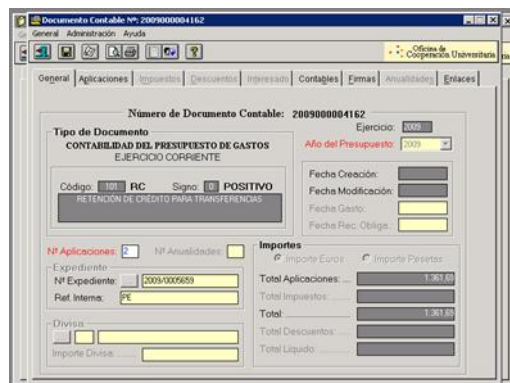 Documento Contable Nº: 2009000004162
General Administración Ayuda
Oficina de
Cooperación Universitaria
General Aplicaciones Impuestos Descuentos Interesado Contables Firmas Anualidades Enlaces
Número de Documento Contable: 2009000004162
Tipo de Documento
CONTABILIDAD DEL PRESUPUESTO DE GASTOS
EJERCICIO CORRIENTE
Código: 101 RC Signo: 0 POSITIVO
RETENCIÓN DE CRÉDITO PARA TRANSFERENCIAS
Ejercicio: 2009
Año del Presupuesto: 2009
Fecha Creación:
Fecha Modificación:
Fecha Gasto:
Fecha Rec. Obliga.:
Nº Aplicaciones: 2 Nº Anualidades:
Expediente
Nº Expediente: ... 2009/0005659
Ref. Interna: PE
Divisa
...
Importe Divisa: ........
Importes
Importe Euros Importe Pesetas
Total Aplicaciones: ... 1.361,65
Total Impuestos: ........
Total: ................ 1.361,65
Total Descuentos: .....
Total Líquido: ........